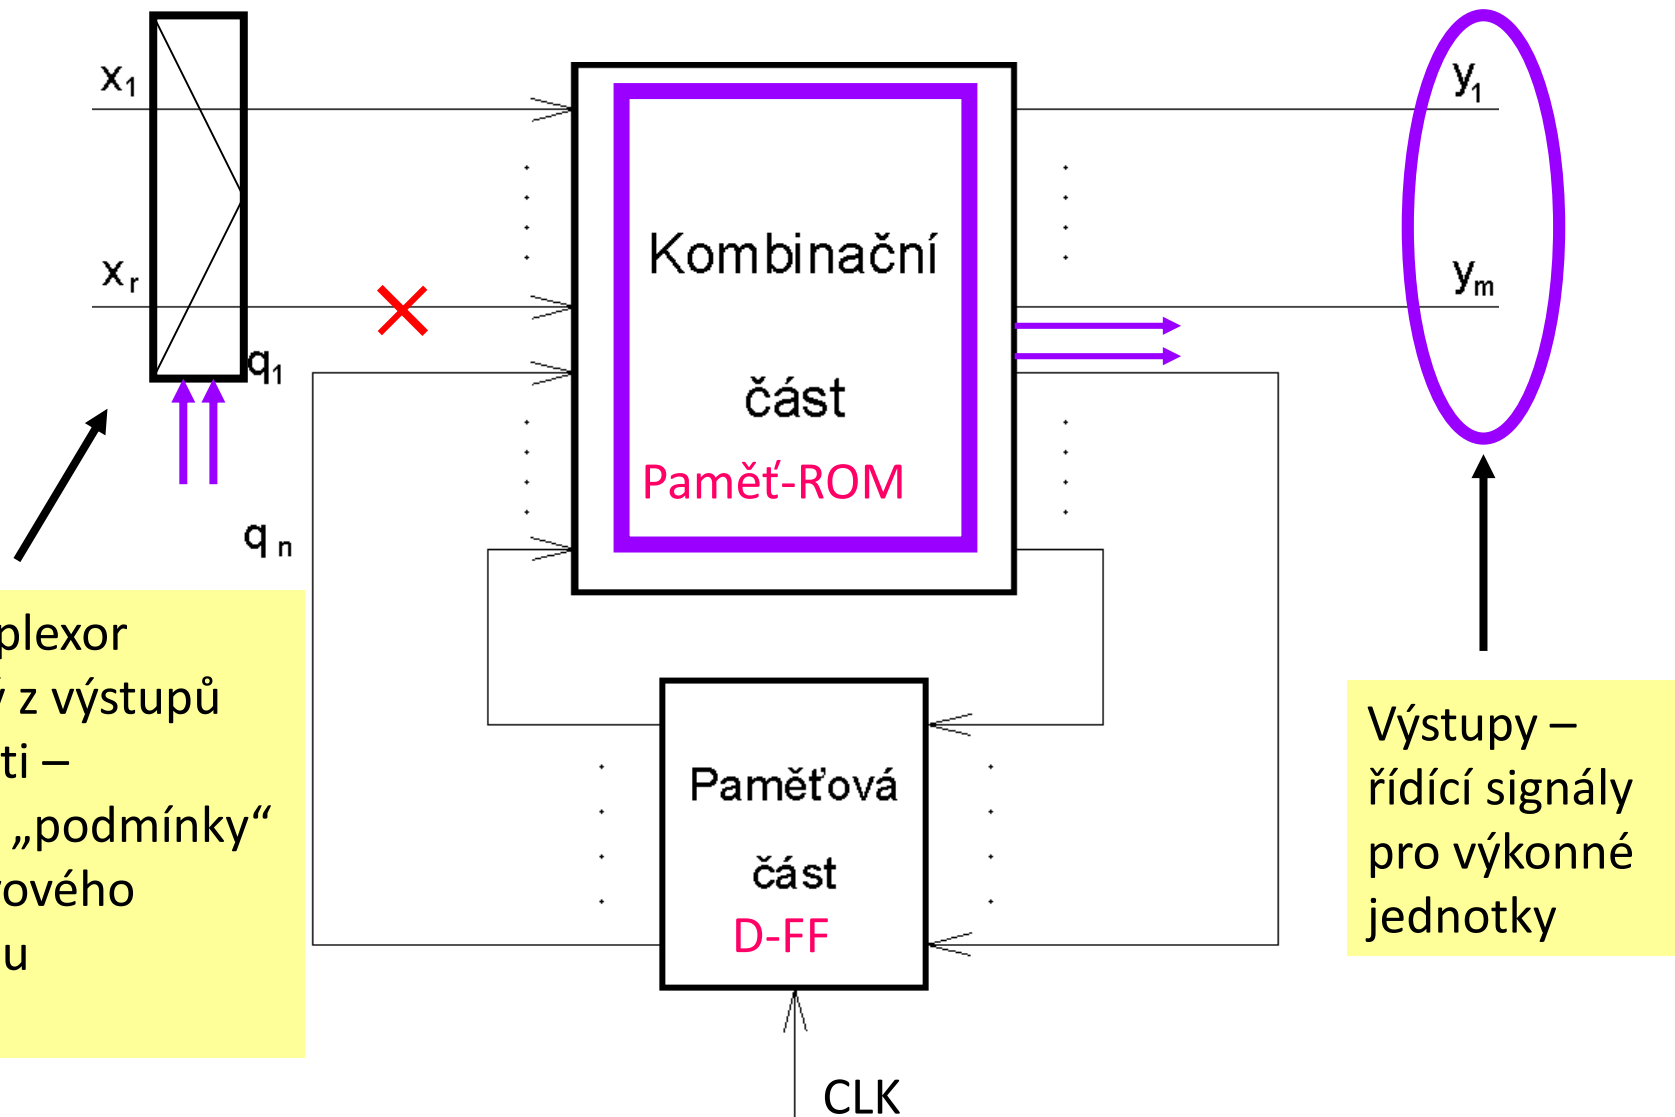 x1
xr
q1
qn
Kombinační
část
Paměť-ROM
y1
ym
plexor
z výstupů
ti –
„podmínky“
ového
u
Paměťová
část
D-FF
CLK
Výstupy –
řídící signály
pro výkonné
jednotky